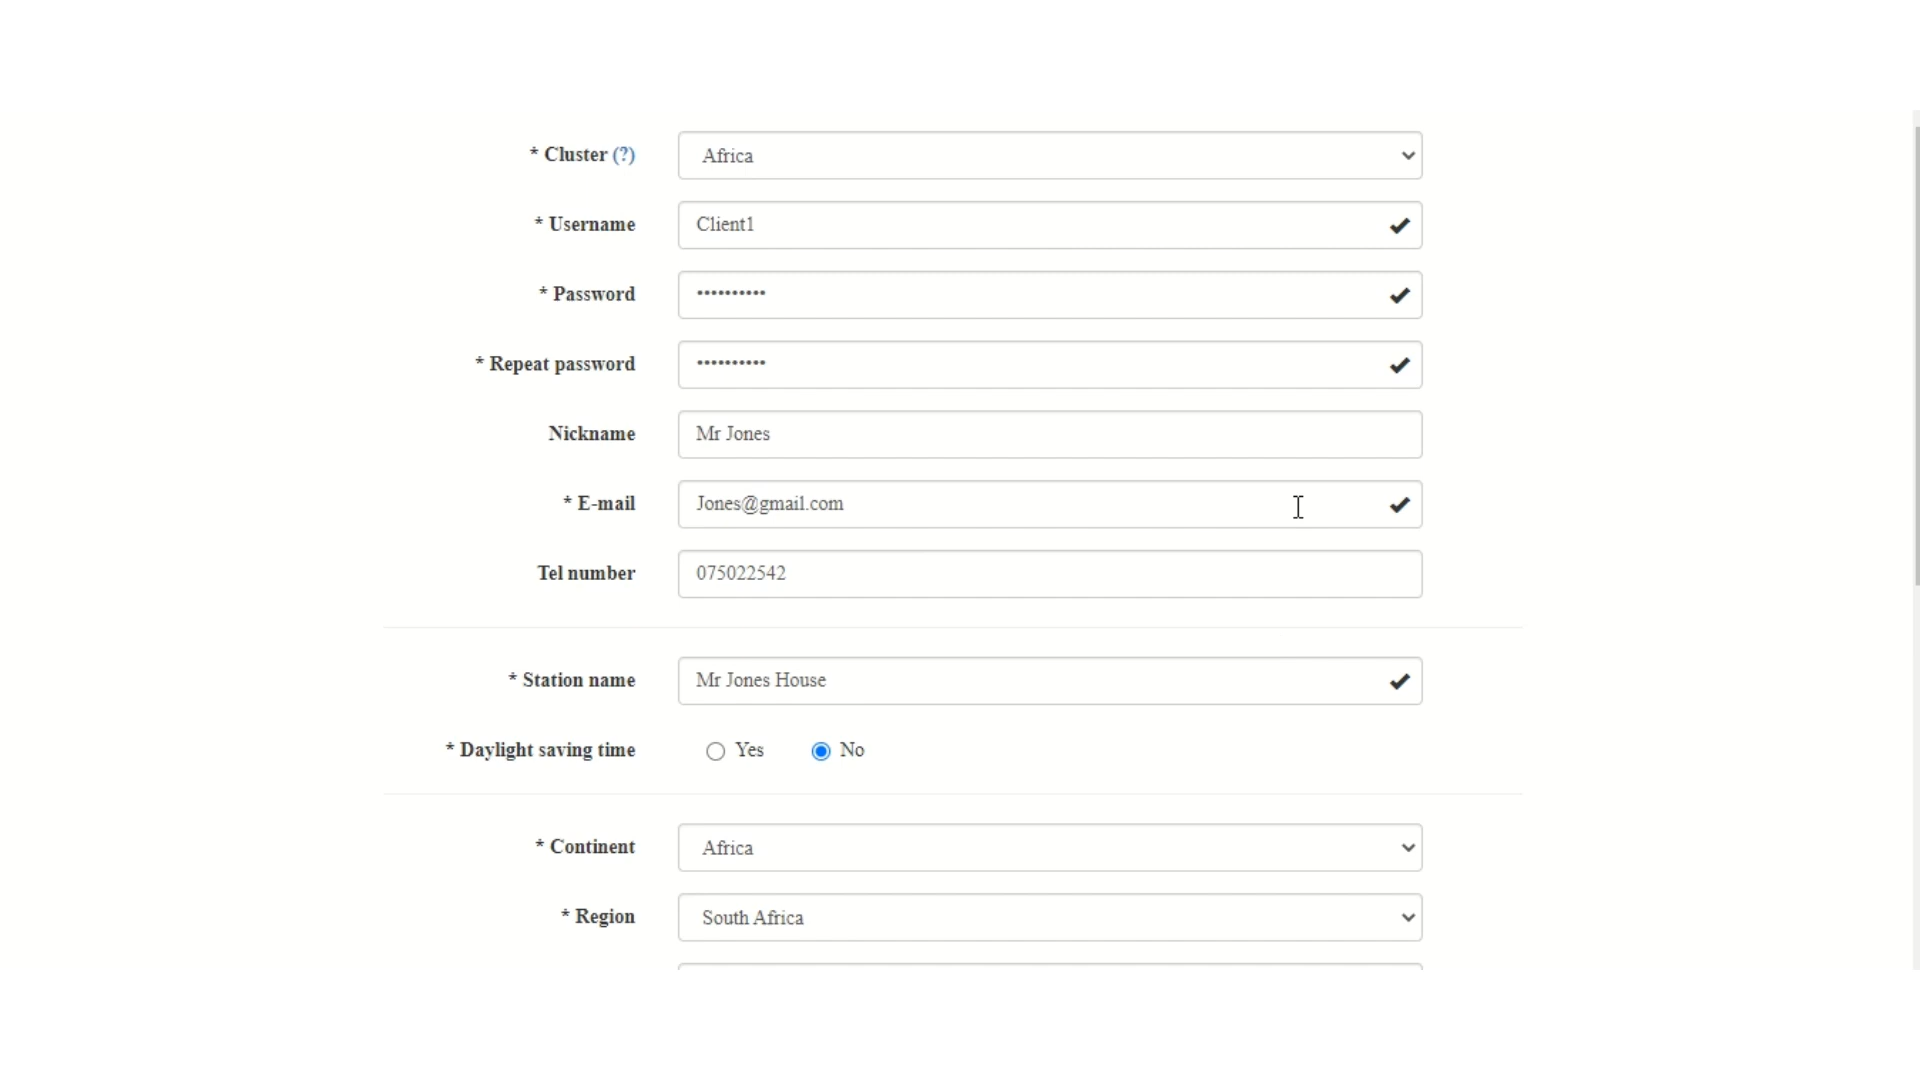 * Cluster (?) Africa
* Username Client1
* Password ••••••••••
* Repeat password ••••••••••
Nickname Mr Jones
* E-mail Jones@gmail.com
Tel number 075022542
* Station name Mr Jones House
* Daylight saving time Yes No
* Continent Africa
* Region South Africa